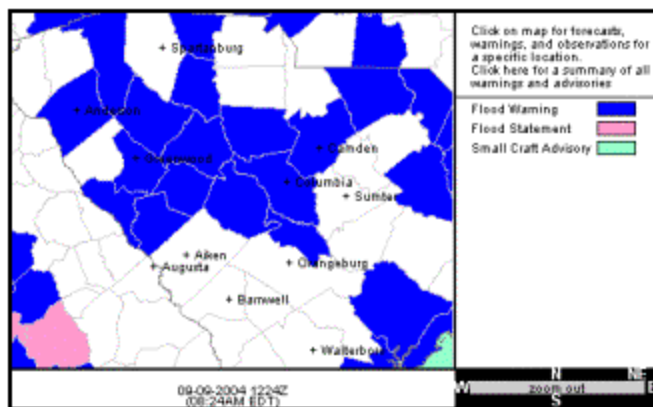 Click on map for forecasts,
warnings, and observations for
a specific location.
Click here for a summary of all
warnings and advisories
Flood Warning
Flood Statement
Small Craft Advisory
Spartanburg
Anderson
Greenwood
Camden
Columbia
Sumter
Aiken
Augusta
Orangeburg
Barnwell
Walterboro
09-09-2004 1224Z
(08:24AM EDT)
N
NE
W
zoom out
E
S